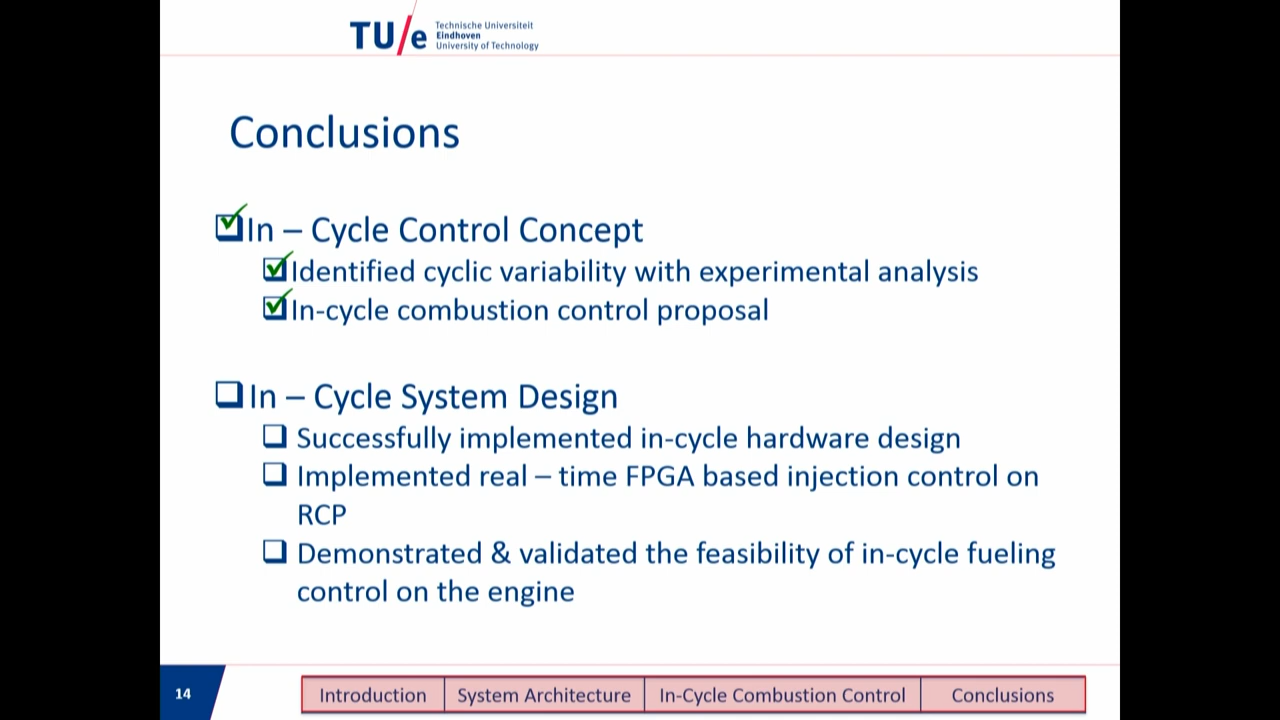 TU/e
Technische Universiteit
Eindhoven
University of Technology
Conclusions
In – Cycle Control Concept
Identified cyclic variability with experimental analysis
In-cycle combustion control proposal
In – Cycle System Design
Successfully implemented in-cycle hardware design
Implemented real – time FPGA based injection control on
RCP
Demonstrated & validated the feasibility of in-cycle fueling
control on the engine
14
Introduction System Architecture In-Cycle Combustion Control Conclusions